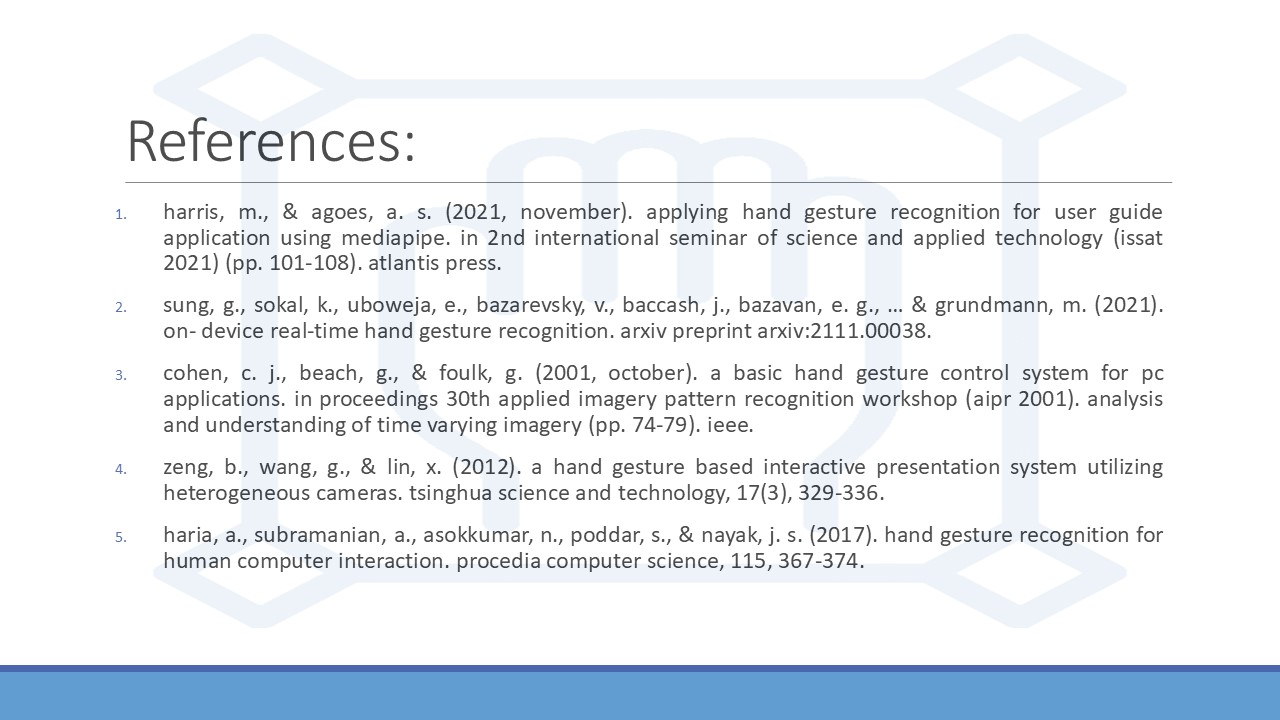 References:
1. harris, m., & agoes, a. s. (2021, november). applying hand gesture recognition for user guide
application using mediapipe. in 2nd international seminar of science and applied technology (issat
2021) (pp. 101-108). atlantis press.
2. sung, g., sokal, k., uboweja, e., bazarevsky, v., baccash, j., bazavan, e. g., … & grundmann, m. (2021).
on- device real-time hand gesture recognition. arxiv preprint arxiv:2111.00038.
3. cohen, c. j., beach, g., & foulk, g. (2001, october). a basic hand gesture control system for pc
applications. in proceedings 30th applied imagery pattern recognition workshop (aipr 2001). analysis
and understanding of time varying imagery (pp. 74-79). ieee.
4. zeng, b., wang, g., & lin, x. (2012). a hand gesture based interactive presentation system utilizing
heterogeneous cameras. tsinghua science and technology, 17(3), 329-336.
5. haria, a., subramanian, a., asokkumar, n., poddar, s., & nayak, j. s. (2017). hand gesture recognition for
human computer interaction. procedia computer science, 115, 367-374.